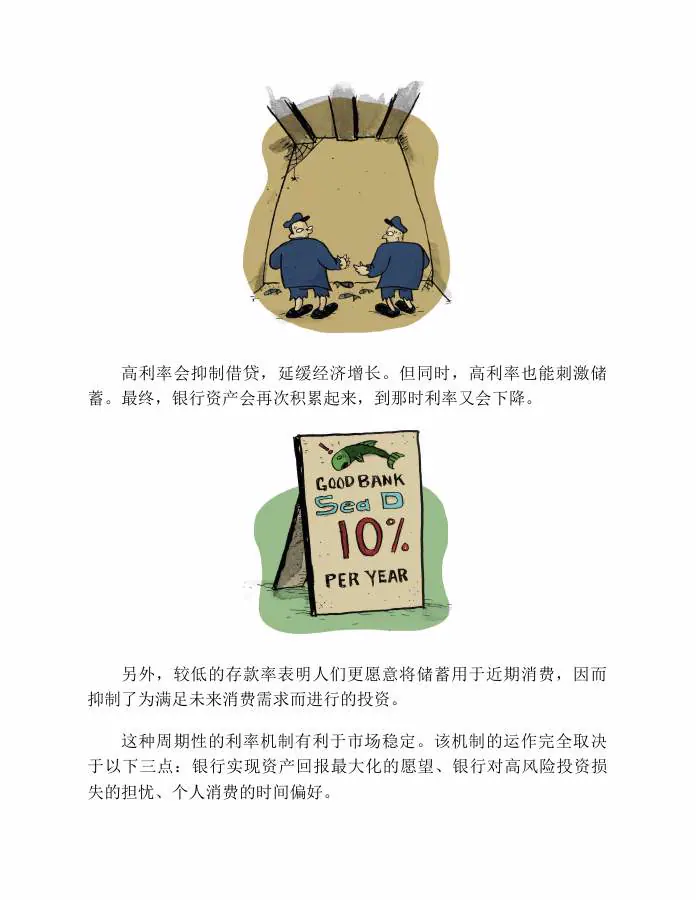 高利率会抑制借贷，延缓经济增长。但同时，高利率也能刺激储
蓄。最终，银行资产会再次积累起来，到那时利率又会下降。
GOOD BANK
Sea D
10%
PER YEAR
另外，较低的存款率表明人们更愿意将储蓄用于近期消费，因而
抑制了为满足未来消费需求而进行的投资。
这种周期性的利率机制有利于市场稳定。该机制的运作完全取决
于以下三点：银行实现资产回报最大化的愿望、银行对高风险投资损
失的担忧、个人消费的时间偏好。